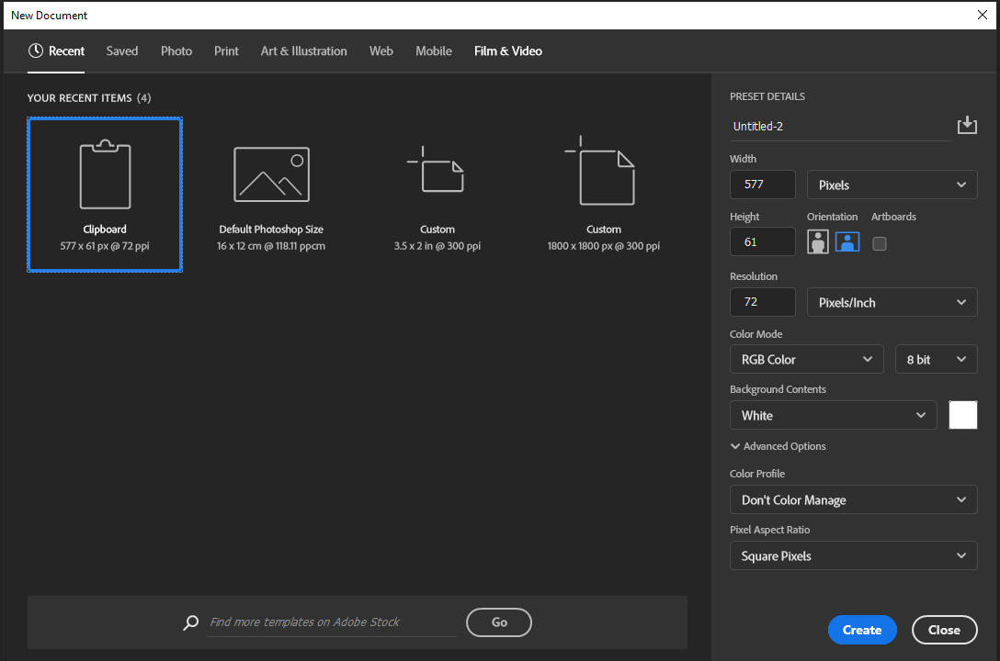 New Document
Recent Saved Photo Print Art & Illustration Web Mobile Film & Video
YOUR RECENT ITEMS (4)
Clipboard
577 x 61 px @ 72 ppi
Default Photoshop Size
16 x 12 cm @ 118.11 ppcm
Custom
3.5 x 2 in @ 300 ppi
Custom
1800 x 1800 px @ 300 ppi
Find more templates on Adobe Stock
Go
PRESET DETAILS
Untitled-2
Width
577 Pixels
Height Orientation Artboards
61
Resolution
72 Pixels/Inch
Color Mode
RGB Color 8 bit
Background Contents
White
Advanced Options
Color Profile
Don't Color Manage
Pixel Aspect Ratio
Square Pixels
Create Close